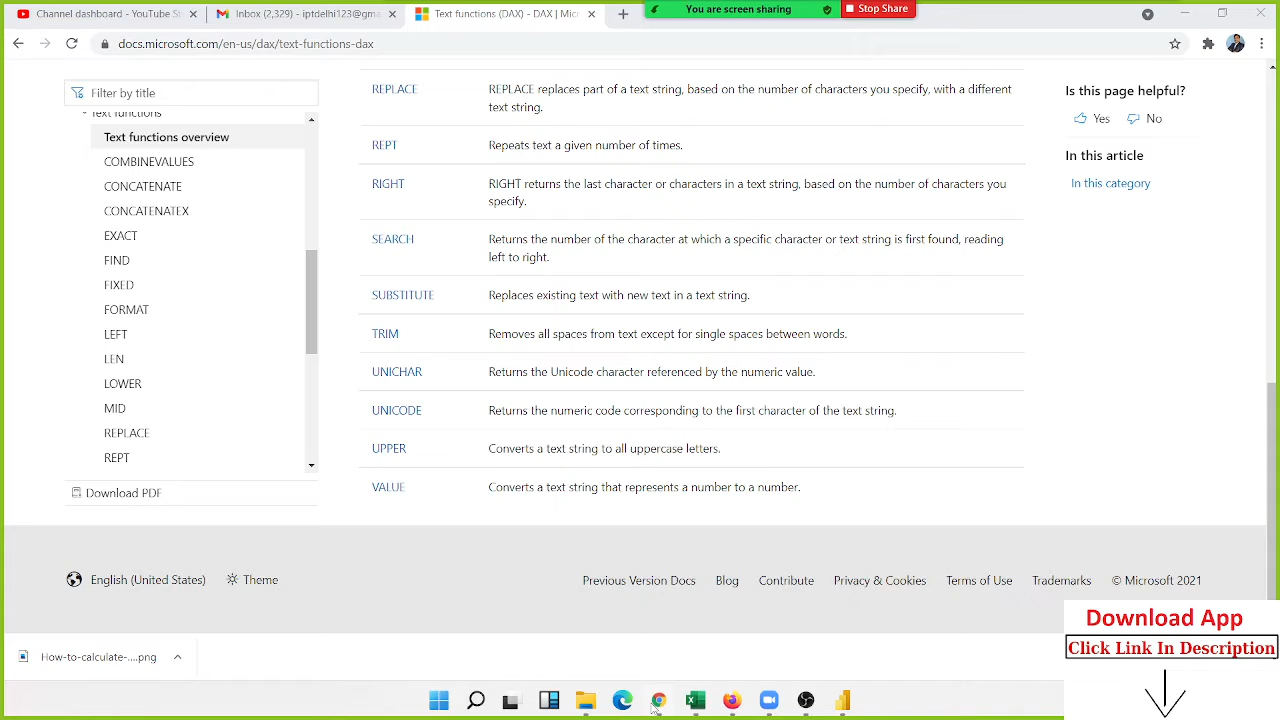 Channel dashboard - YouTube St
Inbox (2,329) - iptdelhi123@gma
Text functions (DAX) - DAX | Mic
You are screen sharing
Stop Share
docs.microsoft.com/en-us/dax/text-functions-dax
Filter by title
Text functions
Text functions overview
COMBINEVALUES
CONCATENATE
CONCATENATEX
EXACT
FIND
FIXED
FORMAT
LEFT
LEN
LOWER
MID
REPLACE
REPT
Download PDF
REPLACE REPLACE replaces part of a text string, based on the number of characters you specify, with a different
text string.
REPT Repeats text a given number of times.
RIGHT RIGHT returns the last character or characters in a text string, based on the number of characters you
specify.
SEARCH Returns the number of the character at which a specific character or text string is first found, reading
left to right.
SUBSTITUTE Replaces existing text with new text in a text string.
TRIM Removes all spaces from text except for single spaces between words.
UNICHAR Returns the Unicode character referenced by the numeric value.
UNICODE Returns the numeric code corresponding to the first character of the text string.
UPPER Converts a text string to all uppercase letters.
VALUE Converts a text string that represents a number to a number.
Is this page helpful?
Yes No
In this article
In this category
English (United States) Theme
Previous Version Docs Blog Contribute Privacy & Cookies Terms of Use Trademarks © Microsoft 2021
How-to-calculate-....png
Download App
Click Link In Description